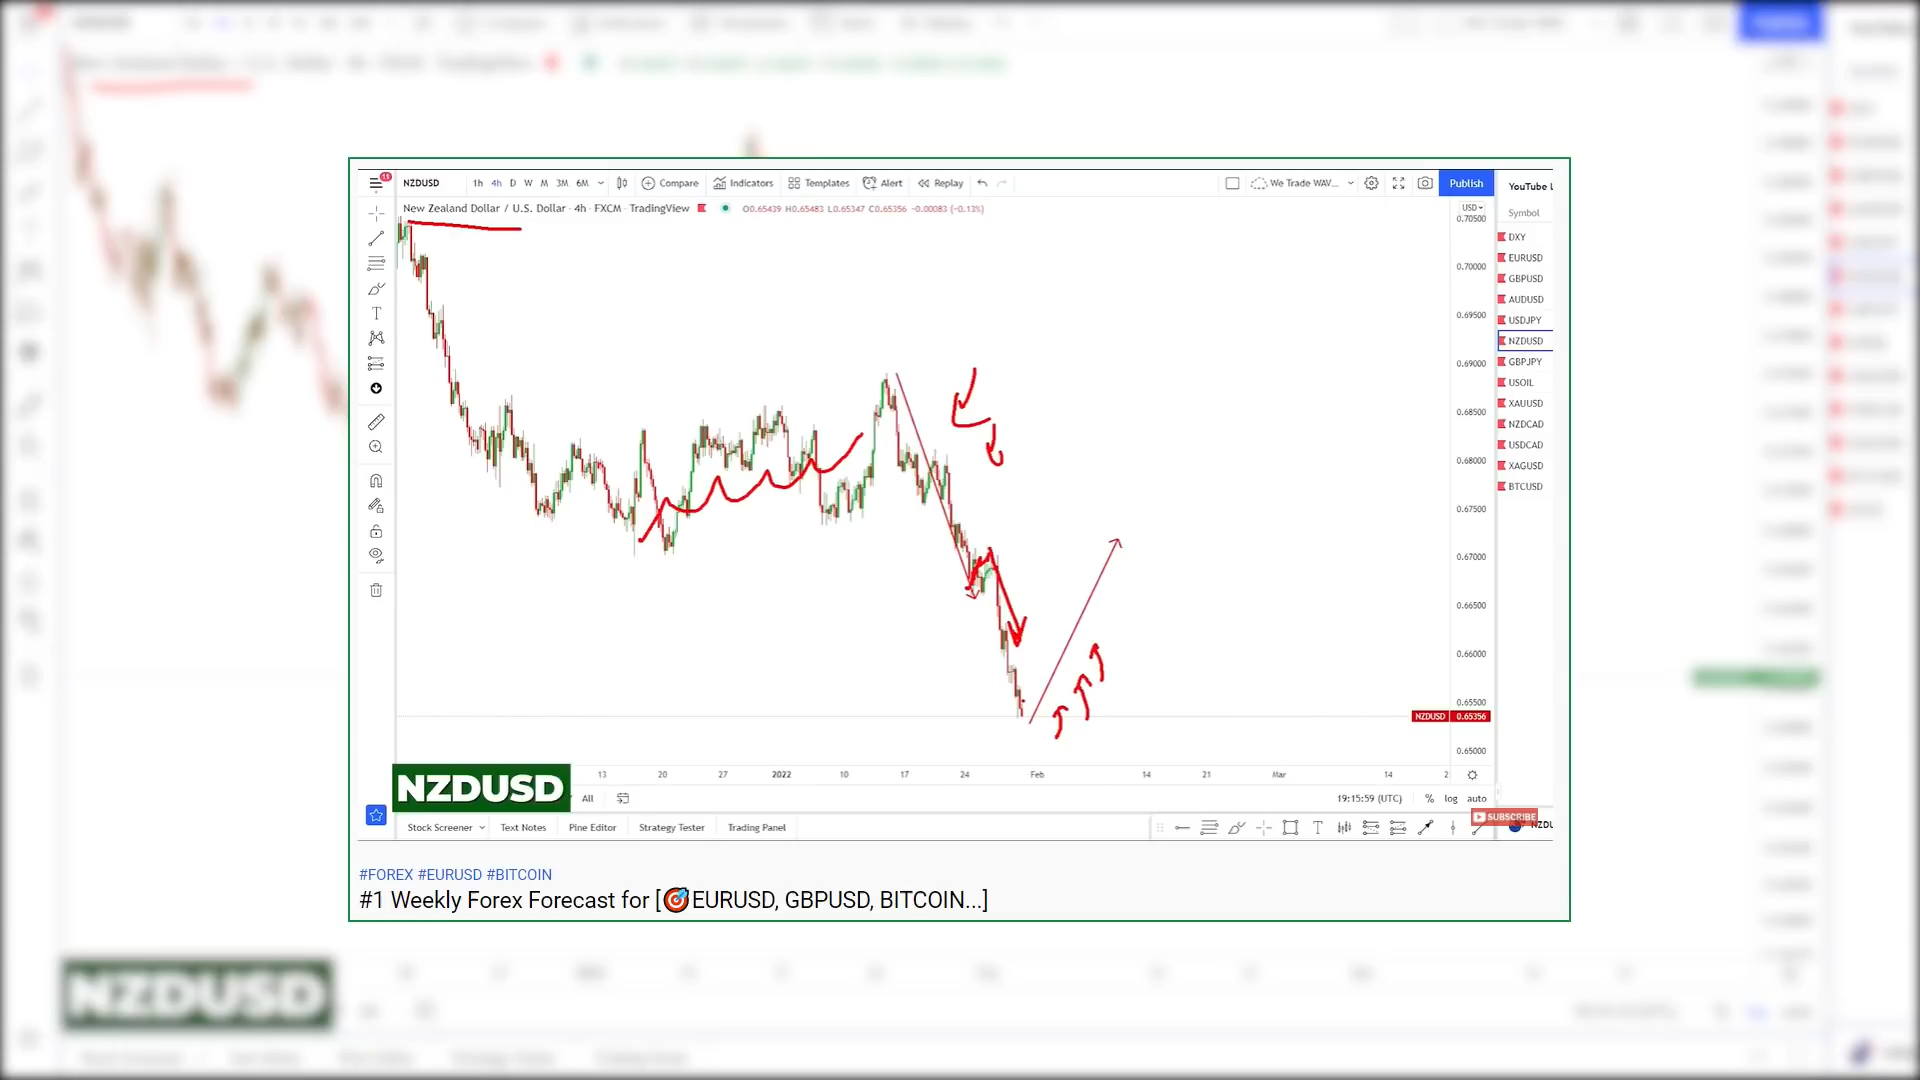 11
NZDUSD 1h 4h D W M 3M 6M Compare Indicators Templates Alert Replay We Trade WAV... Publish YouTube L
New Zealand Dollar / U.S. Dollar · 4h · FXCM · TradingView O0.65439 H0.65483 L0.65347 C0.65356 -0.00083 (-0.13%)
USD
Symbol
0.70500
DXY
EURUSD
0.70000
GBPUSD
AUDUSD
0.69500
USDJPY
NZDUSD
0.69000
GBPJPY
USOIL
XAUUSD
0.68500
NZDCAD
USDCAD
0.68000
XAGUSD
BTCUSD
0.67500
0.67000
0.66500
0.66000
0.65500
NZDUSD 0.65356
0.65000
13 20 27 2022 10 17 24 Feb 14 21 Mar 14 2
NZDUSD
All 19:15:59 (UTC) % log auto
SUBSCRIBE
Stock Screener Text Notes Pine Editor Strategy Tester Trading Panel NZDU
#FOREX #EURUSD #BITCOIN
#1 Weekly Forex Forecast for [🎯EURUSD, GBPUSD, BITCOIN...]
NZDUSD